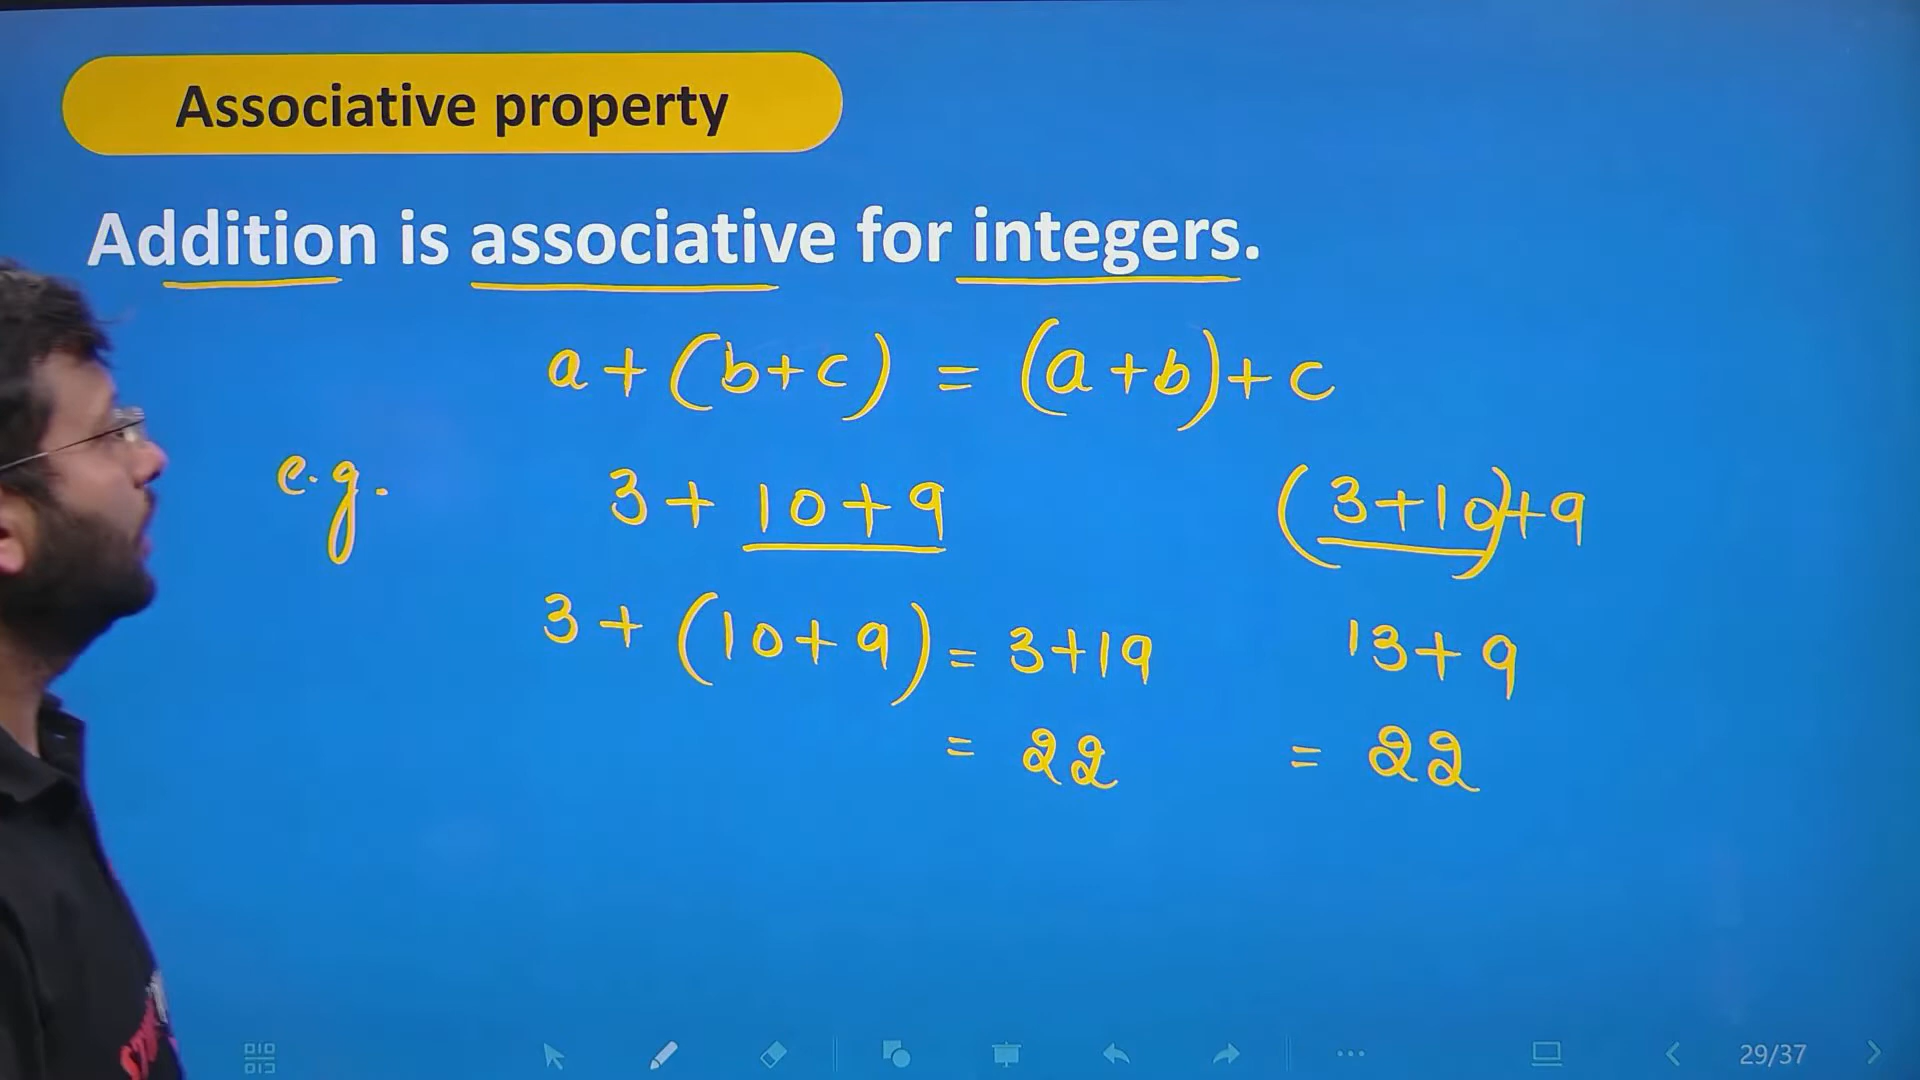 Associative property
Addition is associative for integers.
a + (b+c) = (a+b)+c
e.g.
3 + 10 + 9
(3+10)+9
3 + (10+9) = 3+19
13+9
= 22
= 22
29/37